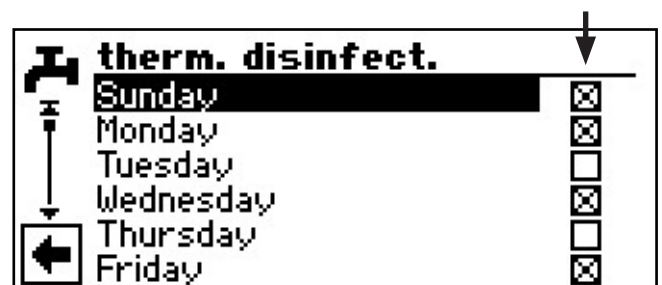 therm. disinfect.
Sunday
Monday
Tuesday
Wednesday
Thursday
Friday